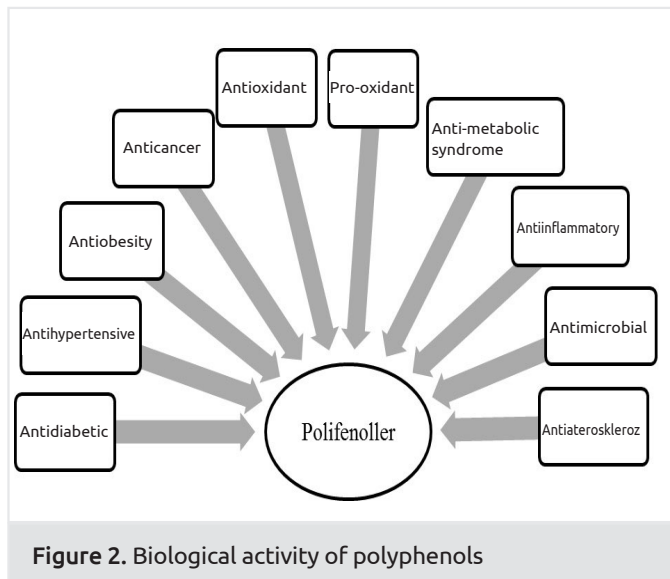 Antioxidant
Pro-oxidant
Anticancer
Anti-metabolic
syndrome
Antiobesity
Antiinflammatory
Antihypertensive
Antimicrobial
Antidiabetic
Polifenoller
Antiateroskleroz
Figure 2. Biological activity of polyphenols